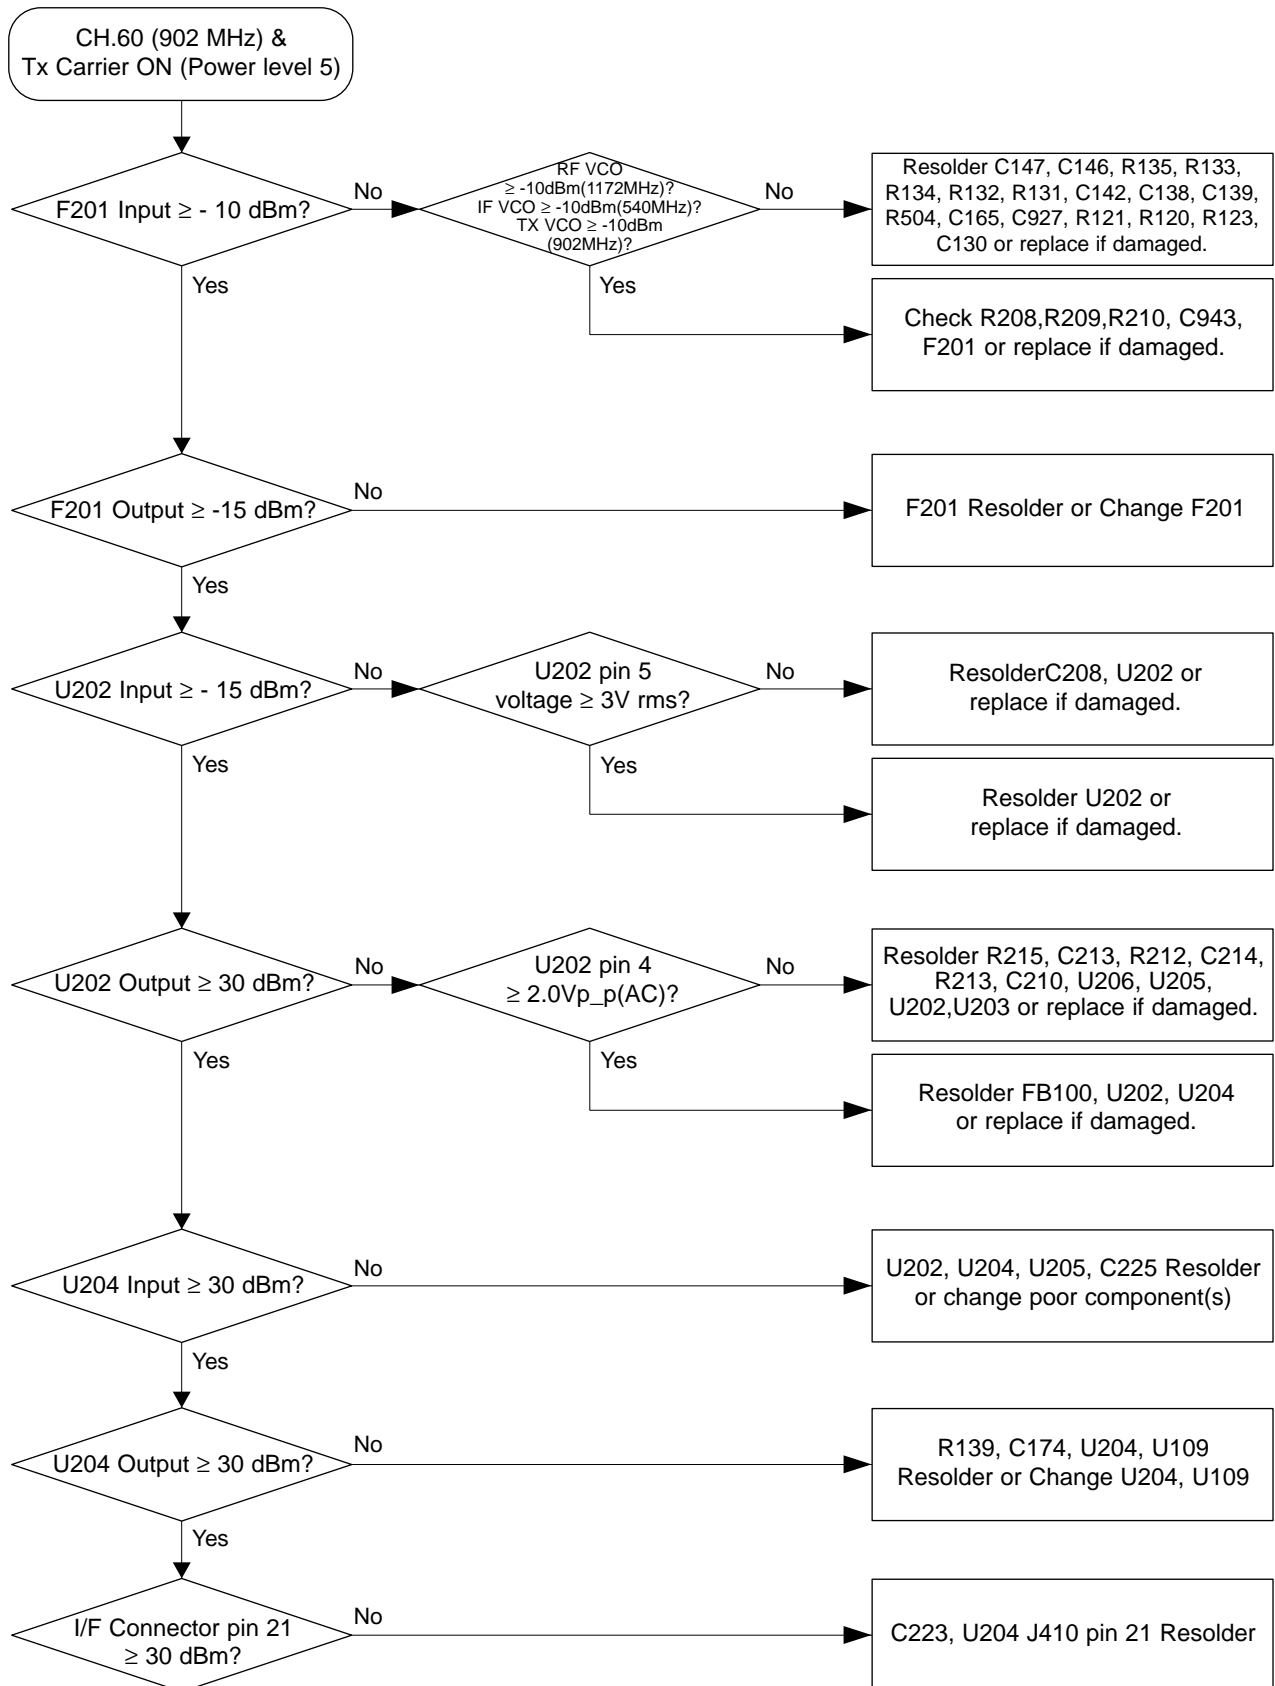 CH.60 (902 MHz) &
Tx Carrier ON (Power level 5)
F201 Input ≥ - 10 dBm?
No
RF VCO
≥ -10dBm(1172MHz)?
IF VCO ≥ -10dBm(540MHz)?
TX VCO ≥ -10dBm
(902MHz)?
No
Resolder C147, C146, R135, R133,
R134, R132, R131, C142, C138, C139,
R504, C165, C927, R121, R120, R123,
C130 or replace if damaged.
Yes
Yes
Check R208,R209,R210, C943,
F201 or replace if damaged.
F201 Output ≥ -15 dBm?
No
F201 Resolder or Change F201
Yes
U202 Input ≥ - 15 dBm?
No
U202 pin 5
voltage ≥ 3V rms?
No
ResolderC208, U202 or
replace if damaged.
Yes
Yes
Resolder U202 or
replace if damaged.
U202 Output ≥ 30 dBm?
No
U202 pin 4
≥ 2.0Vp_p(AC)?
No
Resolder R215, C213, R212, C214,
R213, C210, U206, U205,
U202,U203 or replace if damaged.
Yes
Yes
Resolder FB100, U202, U204
or replace if damaged.
U204 Input ≥ 30 dBm?
No
U202, U204, U205, C225 Resolder
or change poor component(s)
Yes
U204 Output ≥ 30 dBm?
No
R139, C174, U204, U109
Resolder or Change U204, U109
Yes
I/F Connector pin 21
≥ 30 dBm?
No
C223, U204 J410 pin 21 Resolder